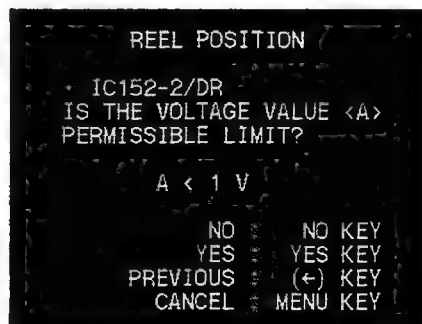 REEL POSITION
* IC152-2/DR
IS THE VOLTAGE VALUE <A>
PERMISSIBLE LIMIT?
A < 1 V
NO * NO KEY
YES * YES KEY
PREVIOUS * (←) KEY
CANCEL * MENU KEY